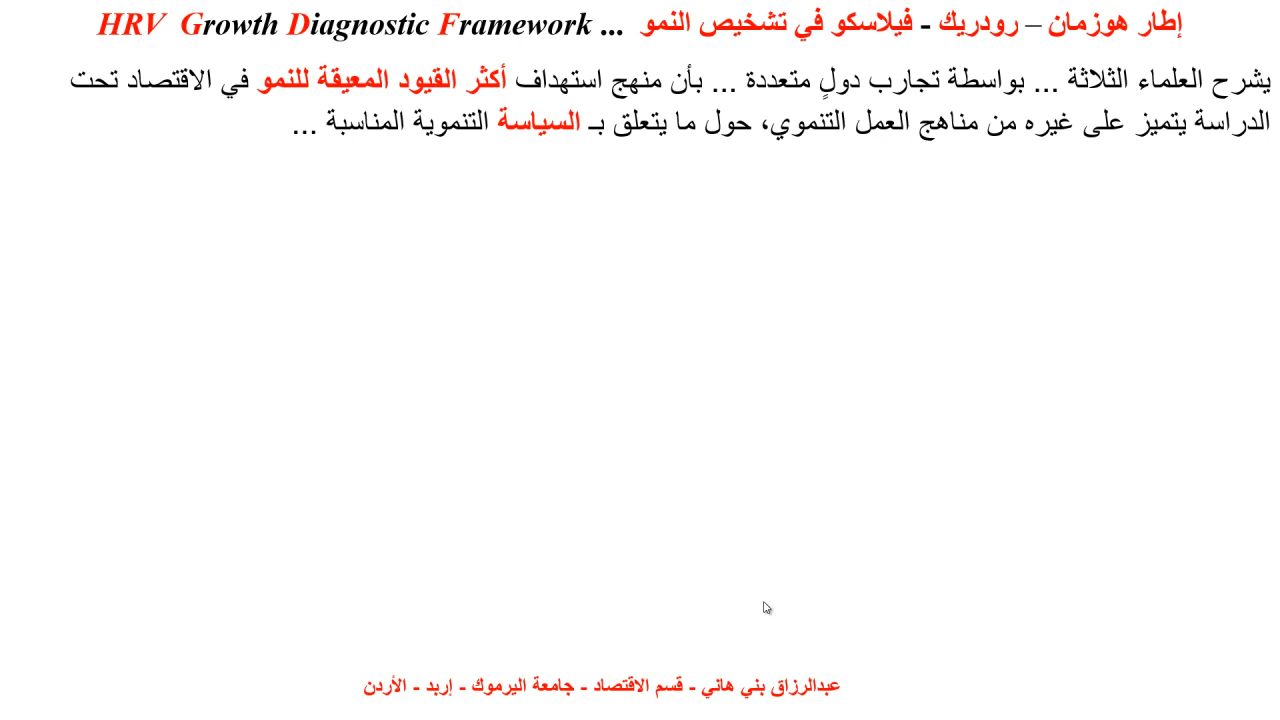 إطار هوزمان – رودريك - فيلاسكو في تشخيص النمو ... HRV Growth Diagnostic Framework
يشرح العلماء الثلاثة ... بواسطة تجارب دولٍ متعددة ... بأن منهج استهداف أكثر القيود المعيقة للنمو في الاقتصاد تحت
الدراسة يتميز على غيره من مناهج العمل التنموي، حول ما يتعلق بـ السياسة التنموية المناسبة ...
عبدالرزاق بني هاني - قسم الاقتصاد - جامعة اليرموك - إربد - الأردن